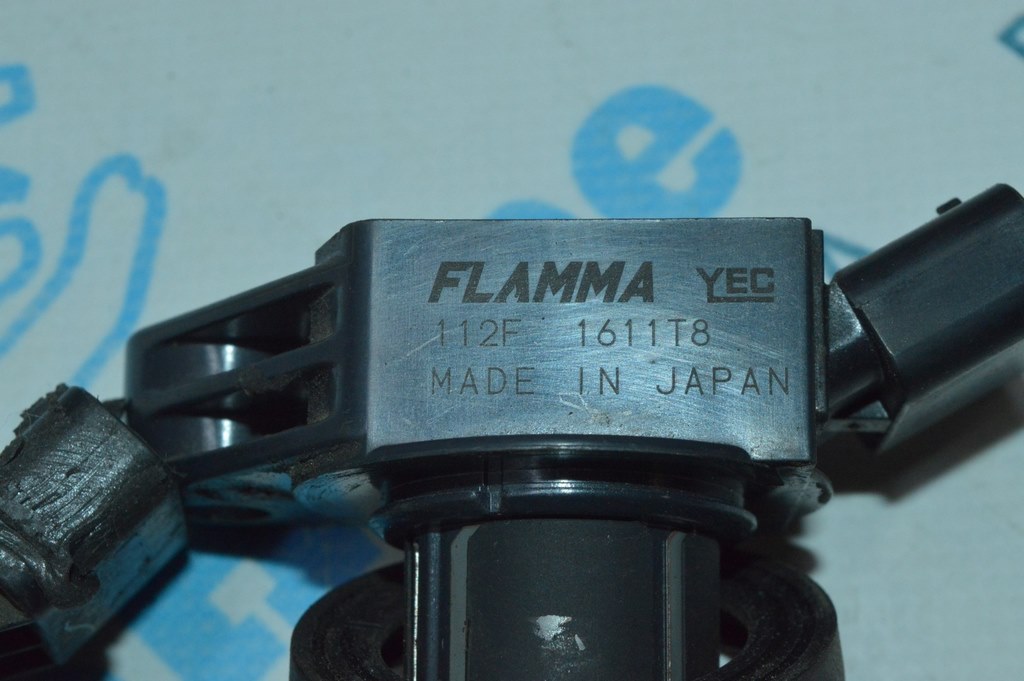 FLAMMA YEC
112F 1611T8
MADE IN JAPAN